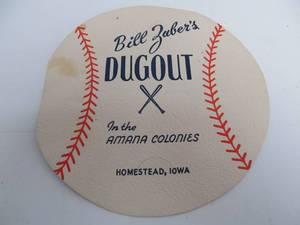 Bill Zuber's
DUGOUT
In the
AMANA COLONIES
HOMESTEAD, IOWA